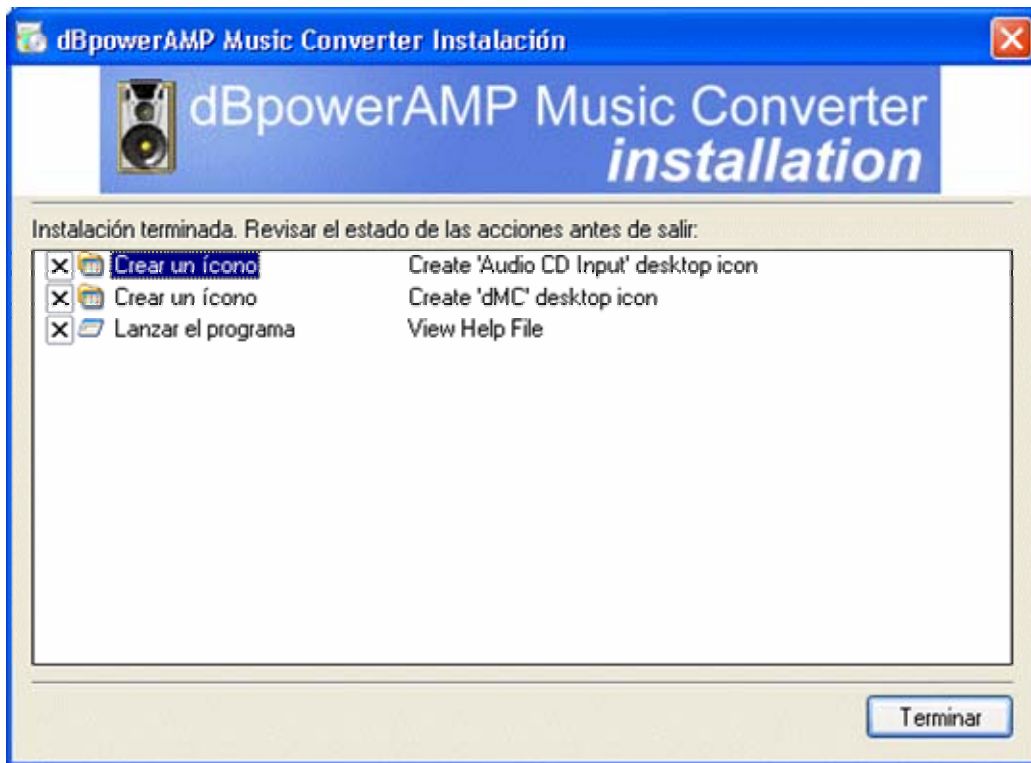 dBpowerAMP Music Converter Instalación
dBpowerAMP Music Converter
installation
Instalación terminada. Revisar el estado de las acciones antes de salir:
Crear un ícono Create 'Audio CD Input' desktop icon
Crear un ícono Create 'dMC' desktop icon
Lanzar el programa View Help File
Terminar